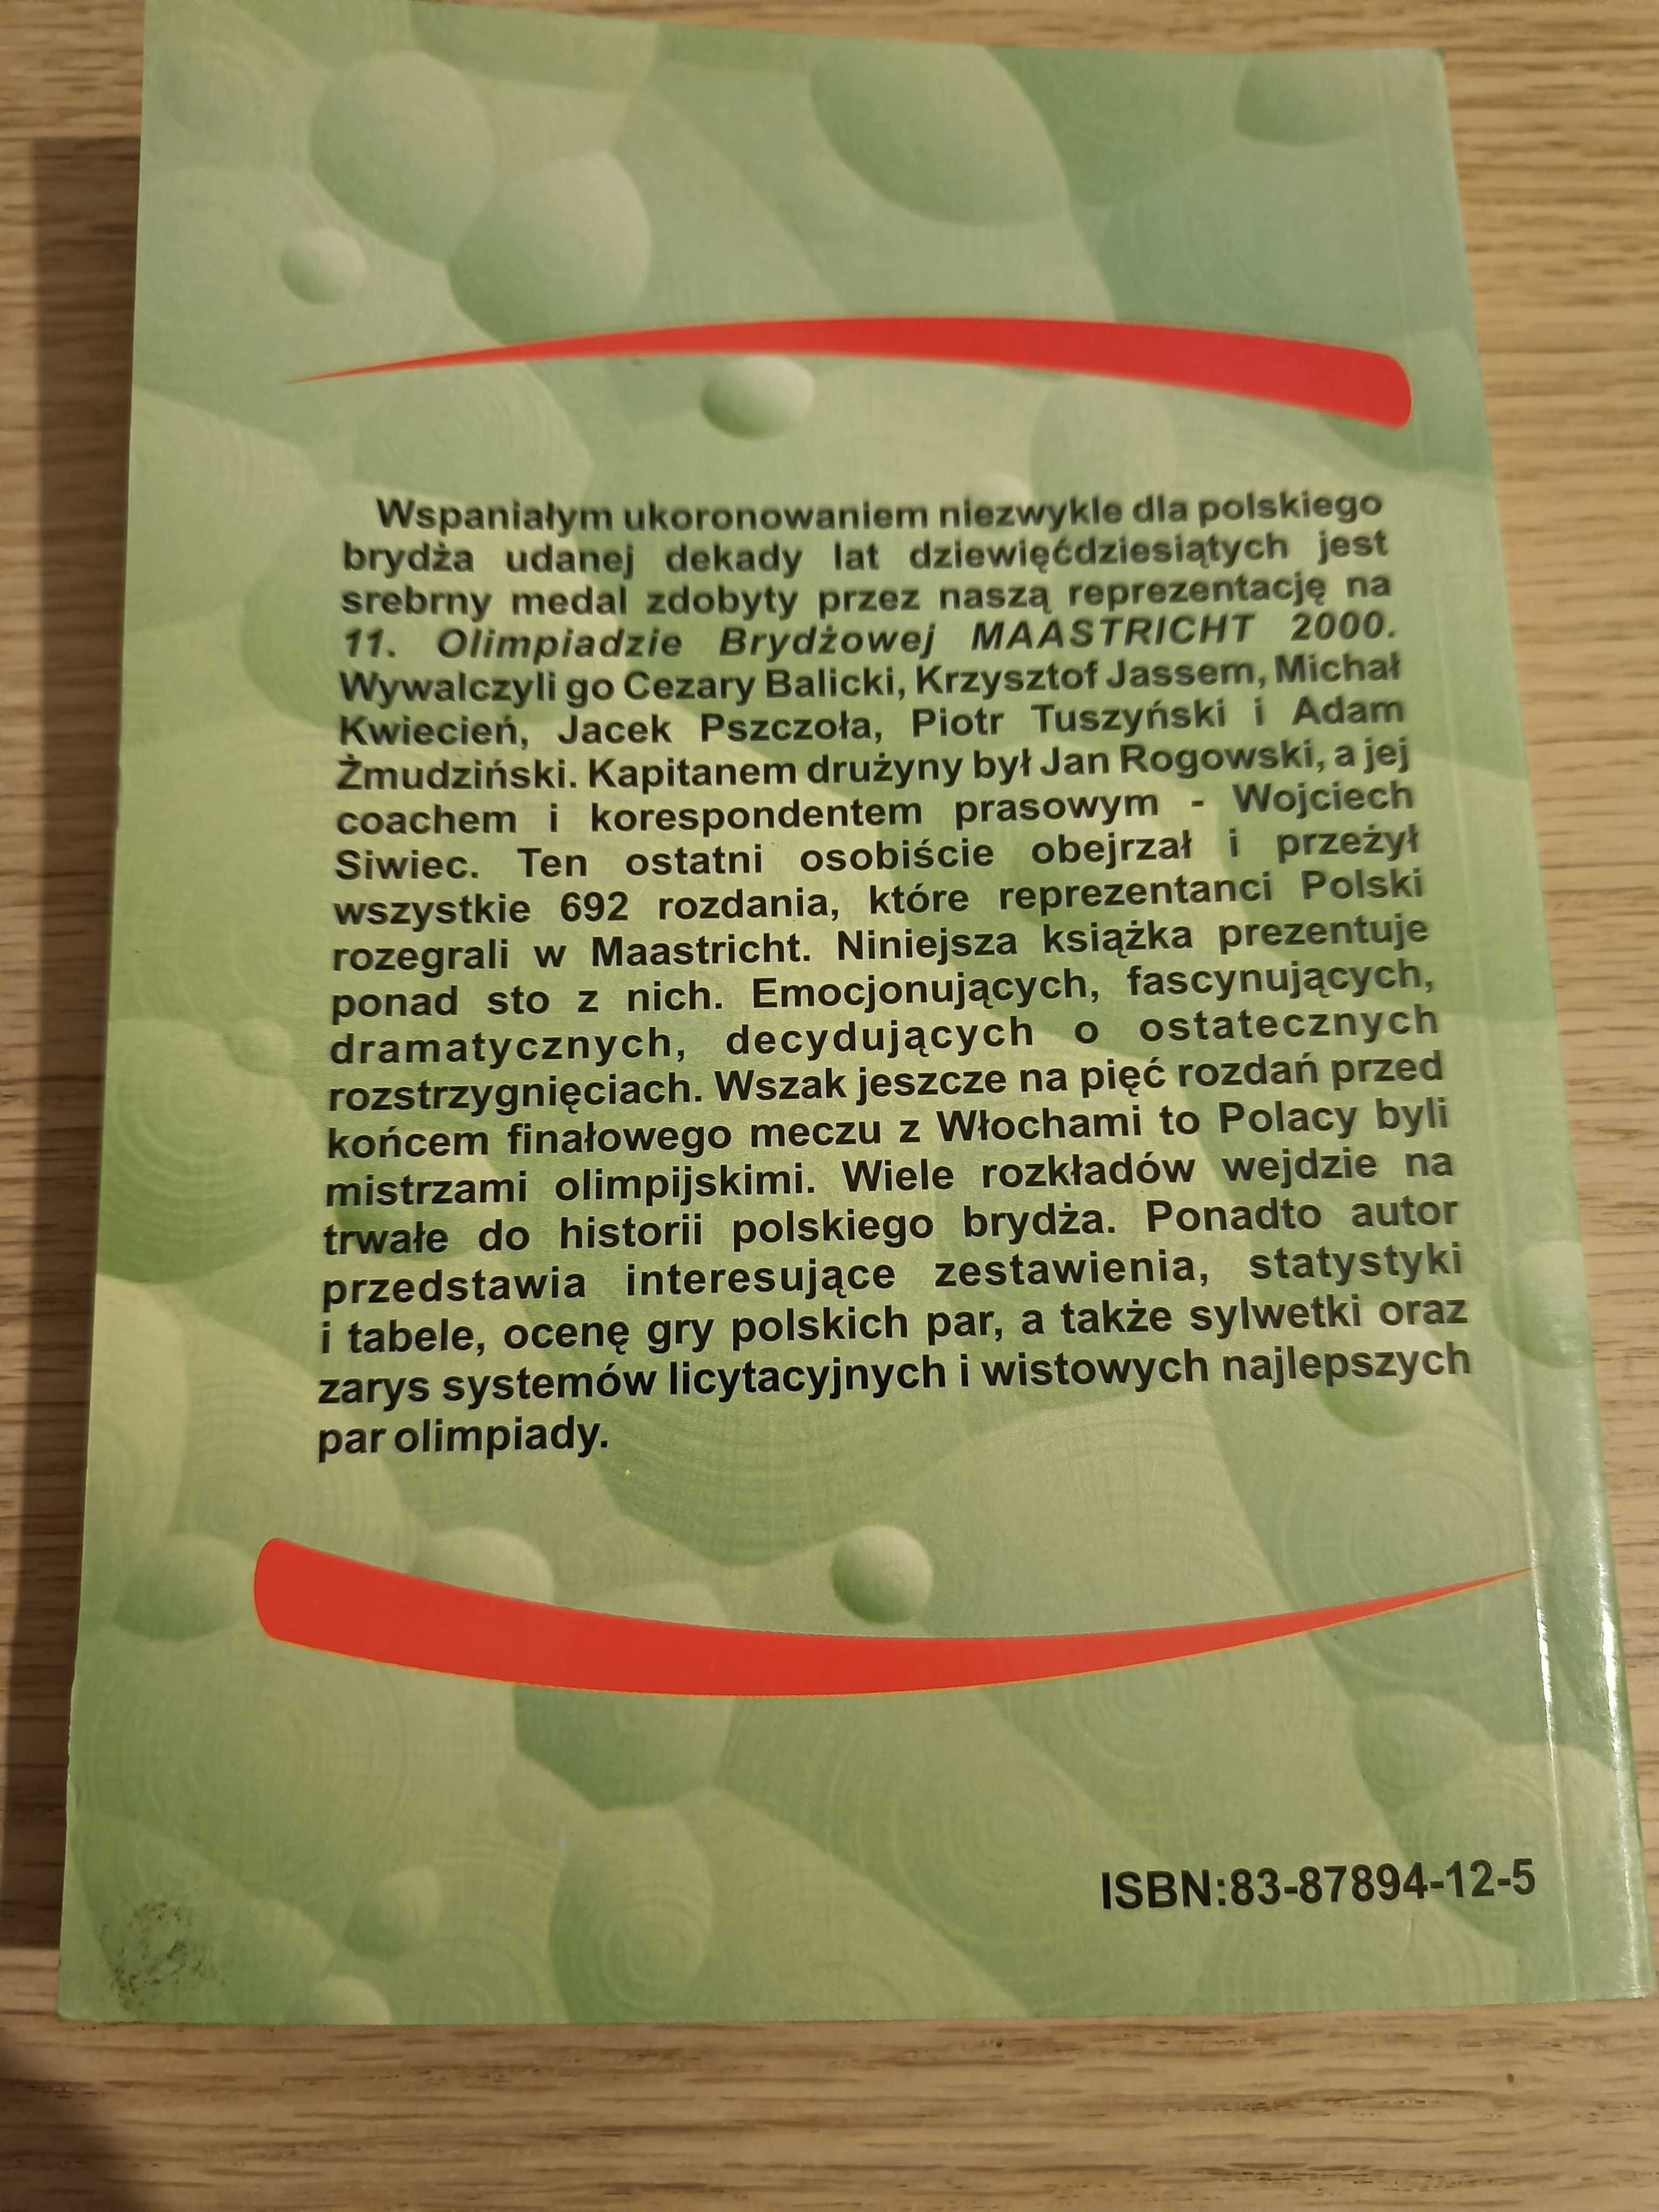 Wspaniałym ukoronowaniem niezwykle dla polskiego
brydża udanej dekady lat dziewięćdziesiątych jest
srebrny medal zdobyty przez naszą reprezentację na
11. Olimpiadzie Brydżowej MAASTRICHT 2000.
Wywalczyli go Cezary Balicki, Krzysztof Jassem, Michał
Kwiecień, Jacek Pszczoła, Piotr Tuszyński i Adam
Żmudziński. Kapitanem drużyny był Jan Rogowski, a jej
coachem i korespondentem prasowym - Wojciech
Siwiec. Ten ostatni osobiście obejrzał i przeżył
wszystkie 692 rozdania, które reprezentanci Polski
rozegrali w Maastricht. Niniejsza książka prezentuje
ponad sto z nich. Emocjonujących, fascynujących,
dramatycznych, decydujących o ostatecznych
rozstrzygnięciach. Wszak jeszcze na pięć rozdań przed
końcem finałowego meczu z Włochami to Polacy byli
mistrzami olimpijskimi. Wiele rozkładów wejdzie na
trwałe do historii polskiego brydża. Ponadto autor
przedstawia interesujące zestawienia, statystyki
i tabele, ocenę gry polskich par, a także sylwetki oraz
zarys systemów licytacyjnych i wistowych najlepszych
par olimpiady.
ISBN:83-87894-12-5